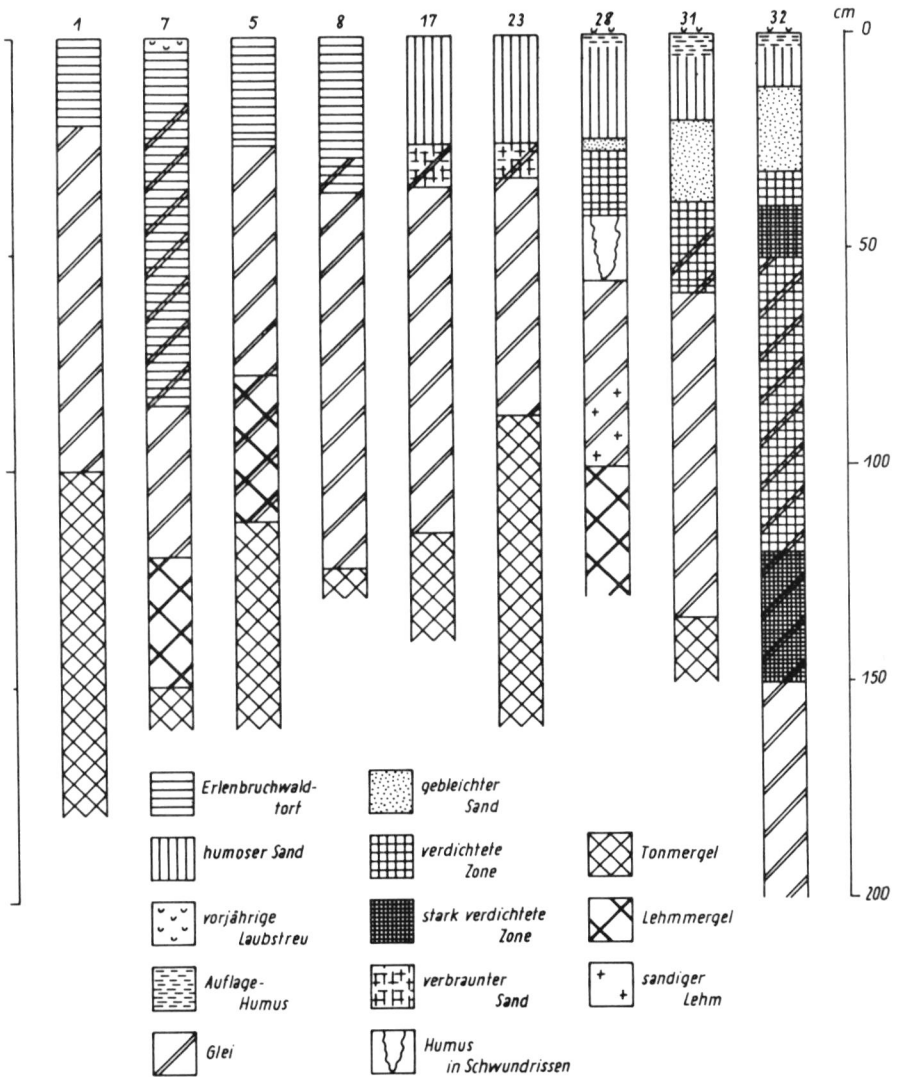 1 7 5 8 17 23 28 31 32 cm
0
50
100
150
200
Erlenbruchwald-
torf
humoser Sand
vorjährige
Laubstreu
Auflage-
Humus
Glei
gebleichter
Sand
verdichtete
Zone
stark verdichtete
Zone
verbraunter
Sand
Humus
in Schwundrissen
Tonmergel
Lehmmergel
sandiger
Lehm